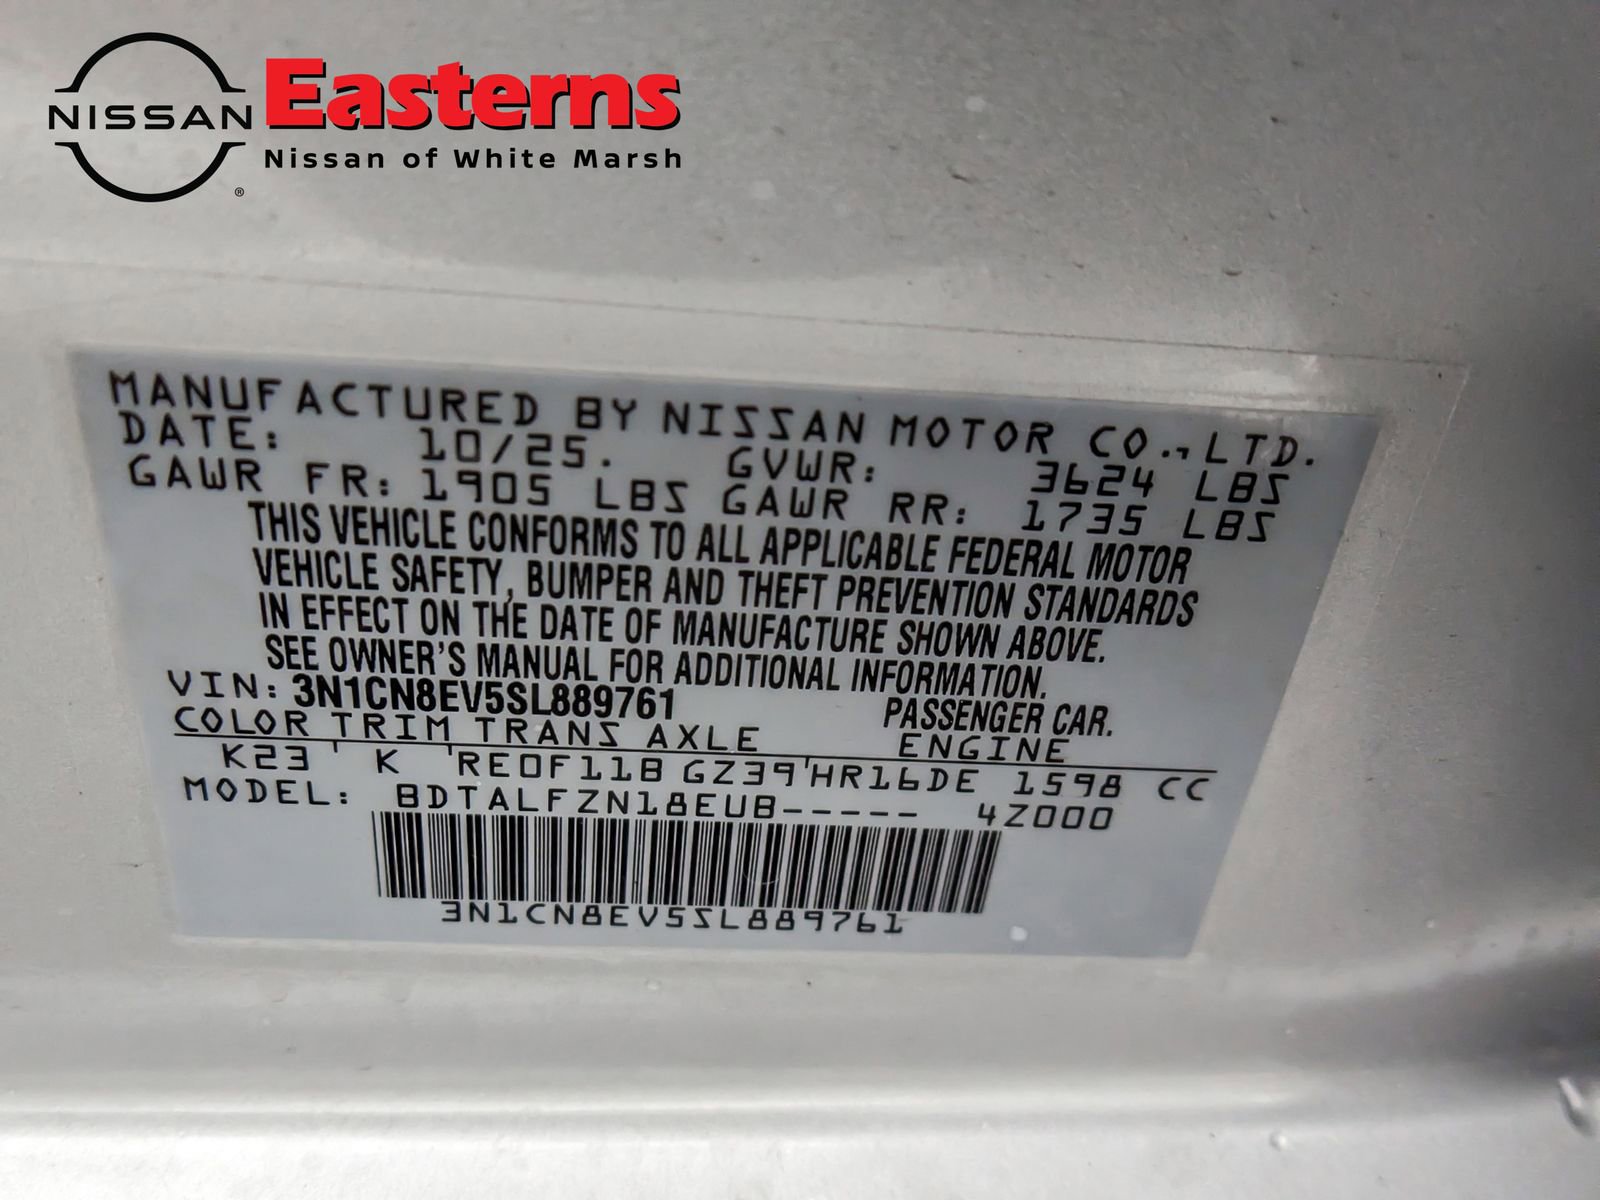 NISSAN
®
Easterns
Nissan of White Marsh
MANUFACTURED BY NISSAN MOTOR CO., LTD.
DATE: 10/25. GVWR: 3624 LBS
GAWR FR: 1905 LBS GAWR RR: 1735 LBS
THIS VEHICLE CONFORMS TO ALL APPLICABLE FEDERAL MOTOR
VEHICLE SAFETY, BUMPER AND THEFT PREVENTION STANDARDS
IN EFFECT ON THE DATE OF MANUFACTURE SHOWN ABOVE.
SEE OWNER'S MANUAL FOR ADDITIONAL INFORMATION.
VIN: 3N1CN8EV5SL889761 PASSENGER CAR.
COLOR TRIM TRANS AXLE ENGINE
K23 ' K 'RE0F11B GZ39'HR16DE 1598 CC
MODEL: BDTALFZN18EUB----- 4Z000
3N1CN8EV5SL889761